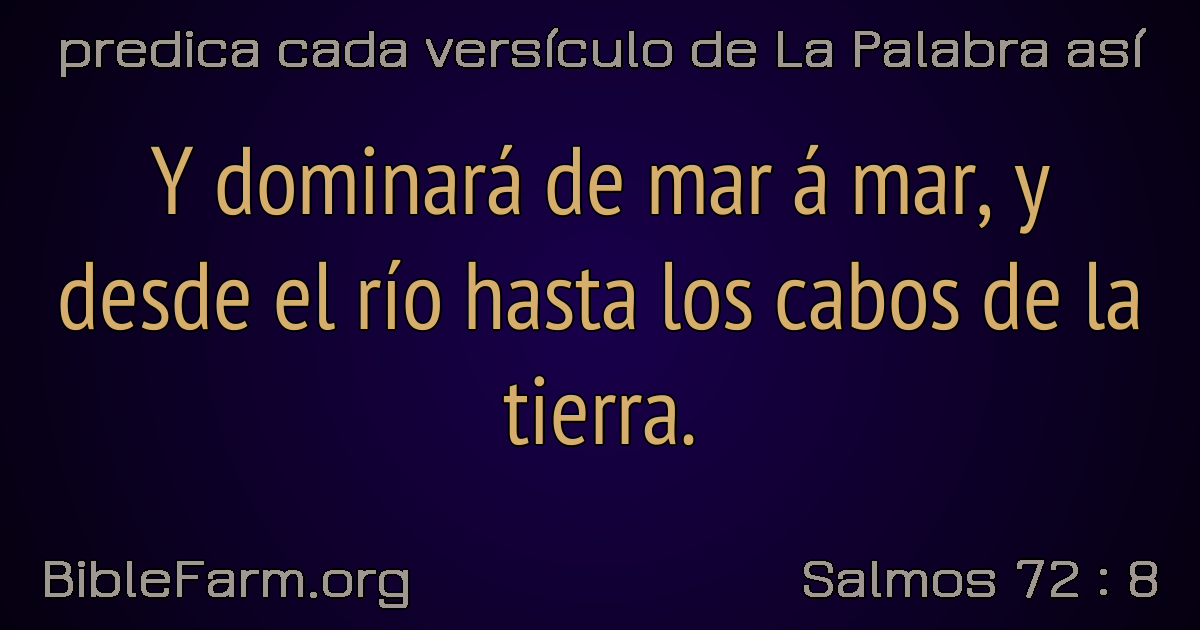 predica cada versículo de La Palabra así
Y dominará de mar á mar, y
desde el río hasta los cabos de la
tierra.
BibleFarm.org
Salmos 72 : 8